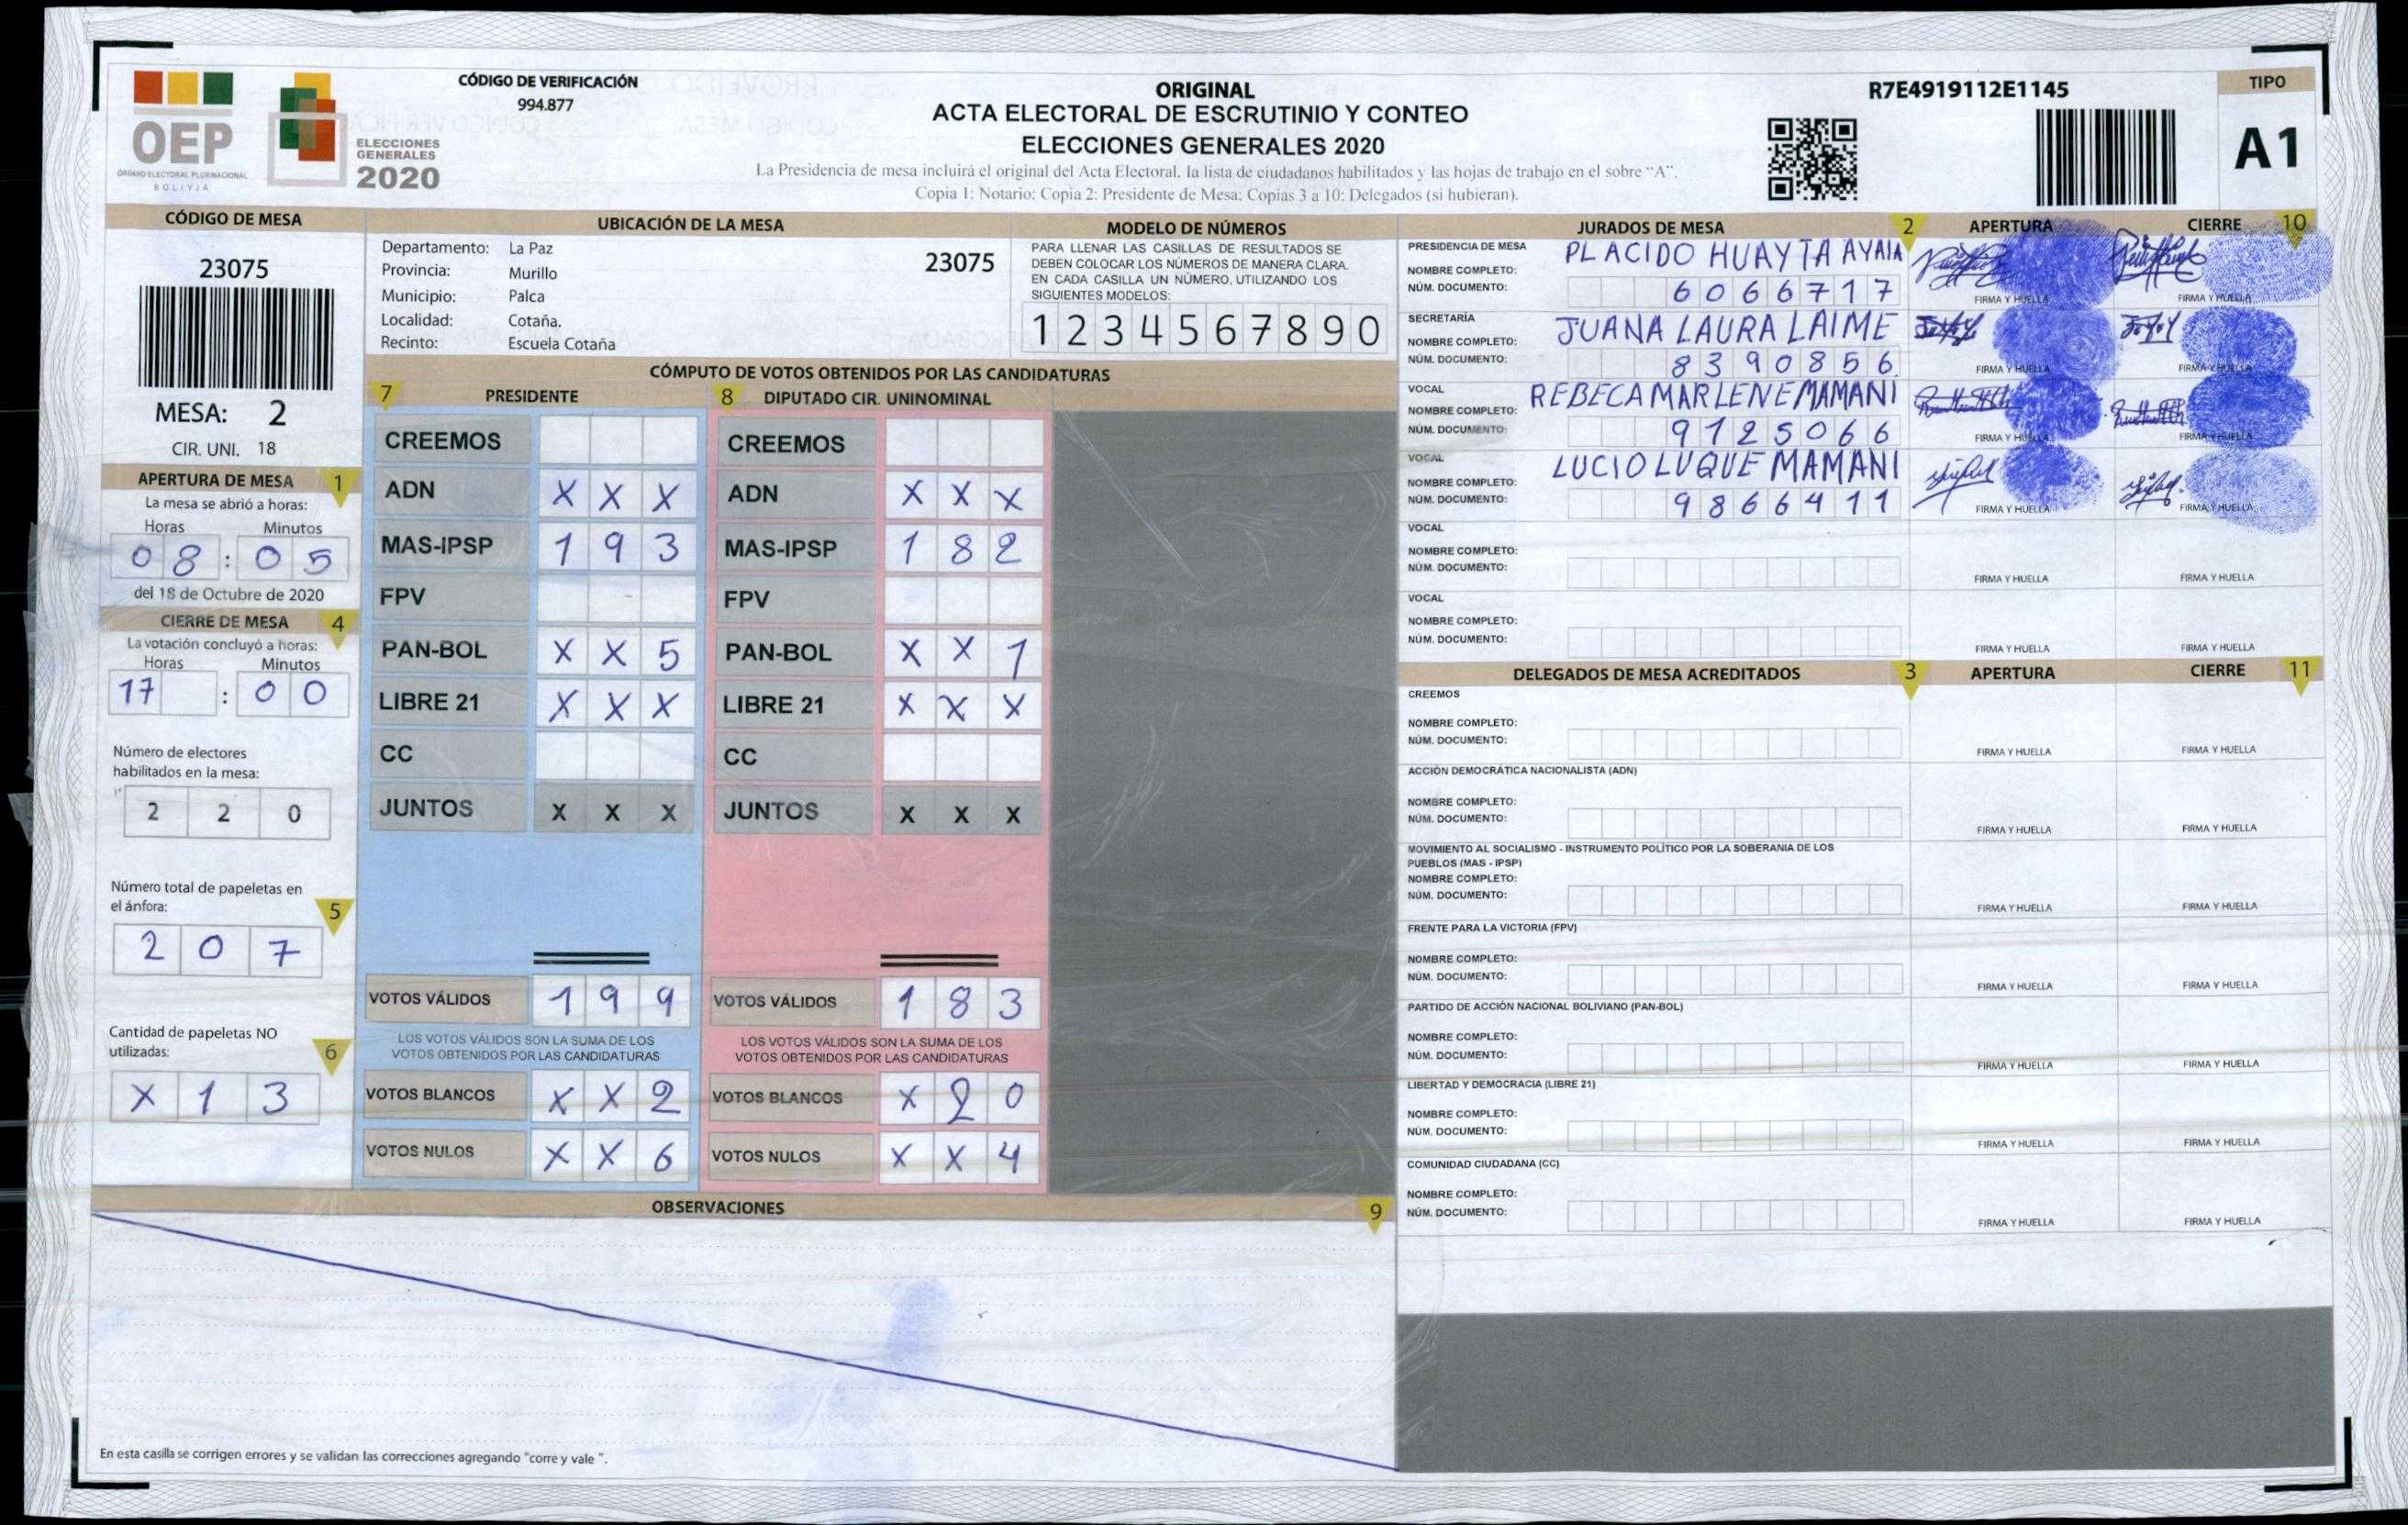 OEP
ÓRGANO ELECTORAL PLURINACIONAL
BOLIVIA
ELECCIONES
GENERALES
2020
CÓDIGO DE VERIFICACIÓN
994.877
ORIGINAL
ACTA ELECTORAL DE ESCRUTINIO Y CONTEO
ELECCIONES GENERALES 2020
La Presidencia de mesa incluirá el original del Acta Electoral, la lista de ciudadanos habilitados y las hojas de trabajo en el sobre "A".
Copia 1: Notario; Copia 2: Presidente de Mesa; Copias 3 a 10: Delegados (si hubieran).
R7E4919112E1145
TIPO
A1
CÓDIGO DE MESA
23075
MESA: 2
CIR. UNI. 18
APERTURA DE MESA 1
La mesa se abrió a horas:
Horas Minutos
08 : 05
del 18 de Octubre de 2020
CIERRE DE MESA 4
La votación concluyó a horas:
Horas Minutos
17 : 00
Número de electores
habilitados en la mesa:
2 2 0
Número total de papeletas en
el ánfora: 5
2 0 7
Cantidad de papeletas NO
utilizadas: 6
X 1 3
UBICACIÓN DE LA MESA
Departamento: La Paz
Provincia: Murillo
Municipio: Palca
Localidad: Cotaña.
Recinto: Escuela Cotaña
23075
MODELO DE NÚMEROS
PARA LLENAR LAS CASILLAS DE RESULTADOS SE
DEBEN COLOCAR LOS NÚMEROS DE MANERA CLARA.
EN CADA CASILLA UN NÚMERO, UTILIZANDO LOS
SIGUIENTES MODELOS:
1 2 3 4 5 6 7 8 9 0
CÓMPUTO DE VOTOS OBTENIDOS POR LAS CANDIDATURAS
7 PRESIDENTE
CREEMOS
ADN X X X
MAS-IPSP 1 9 3
FPV
PAN-BOL X X 5
LIBRE 21 X X X
CC
JUNTOS X X X
VOTOS VÁLIDOS 1 9 9
LOS VOTOS VÁLIDOS SON LA SUMA DE LOS
VOTOS OBTENIDOS POR LAS CANDIDATURAS
VOTOS BLANCOS X X 2
VOTOS NULOS X X 6
8 DIPUTADO CIR. UNINOMINAL
CREEMOS
ADN X X X
MAS-IPSP 1 8 2
FPV
PAN-BOL X X 1
LIBRE 21 X X X
CC
JUNTOS X X X
VOTOS VÁLIDOS 1 8 3
LOS VOTOS VÁLIDOS SON LA SUMA DE LOS
VOTOS OBTENIDOS POR LAS CANDIDATURAS
VOTOS BLANCOS X 2 0
VOTOS NULOS X X 4
OBSERVACIONES 9
En esta casilla se corrigen errores y se validan las correcciones agregando "corre y vale ".
JURADOS DE MESA 2 APERTURA CIERRE 10
PRESIDENCIA DE MESA
NOMBRE COMPLETO: PLACIDO HUAYTA AYALA
NÚM. DOCUMENTO: 6066717
FIRMA Y HUELLA FIRMA Y HUELLA
SECRETARÍA
NOMBRE COMPLETO: JUANA LAURA LAIME
NÚM. DOCUMENTO: 8390856
FIRMA Y HUELLA FIRMA Y HUELLA
VOCAL
NOMBRE COMPLETO: REBECA MARLENE MAMANI
NÚM. DOCUMENTO: 9125066
FIRMA Y HUELLA FIRMA Y HUELLA
VOCAL
NOMBRE COMPLETO: LUCIO LUQUE MAMANI
NÚM. DOCUMENTO: 9866411
FIRMA Y HUELLA FIRMA Y HUELLA
VOCAL
NOMBRE COMPLETO:
NÚM. DOCUMENTO:
FIRMA Y HUELLA FIRMA Y HUELLA
VOCAL
NOMBRE COMPLETO:
NÚM. DOCUMENTO:
FIRMA Y HUELLA FIRMA Y HUELLA
DELEGADOS DE MESA ACREDITADOS 3 APERTURA CIERRE 11
CREEMOS
NOMBRE COMPLETO:
NÚM. DOCUMENTO:
FIRMA Y HUELLA FIRMA Y HUELLA
ACCIÓN DEMOCRÁTICA NACIONALISTA (ADN)
NOMBRE COMPLETO:
NÚM. DOCUMENTO:
FIRMA Y HUELLA FIRMA Y HUELLA
MOVIMIENTO AL SOCIALISMO - INSTRUMENTO POLÍTICO POR LA SOBERANIA DE LOS
PUEBLOS (MAS - IPSP)
NOMBRE COMPLETO:
NÚM. DOCUMENTO:
FIRMA Y HUELLA FIRMA Y HUELLA
FRENTE PARA LA VICTORIA (FPV)
NOMBRE COMPLETO:
NÚM. DOCUMENTO:
FIRMA Y HUELLA FIRMA Y HUELLA
PARTIDO DE ACCIÓN NACIONAL BOLIVIANO (PAN-BOL)
NOMBRE COMPLETO:
NÚM. DOCUMENTO:
FIRMA Y HUELLA FIRMA Y HUELLA
LIBERTAD Y DEMOCRACIA (LIBRE 21)
NOMBRE COMPLETO:
NÚM. DOCUMENTO:
FIRMA Y HUELLA FIRMA Y HUELLA
COMUNIDAD CIUDADANA (CC)
NOMBRE COMPLETO:
NÚM. DOCUMENTO:
FIRMA Y HUELLA FIRMA Y HUELLA